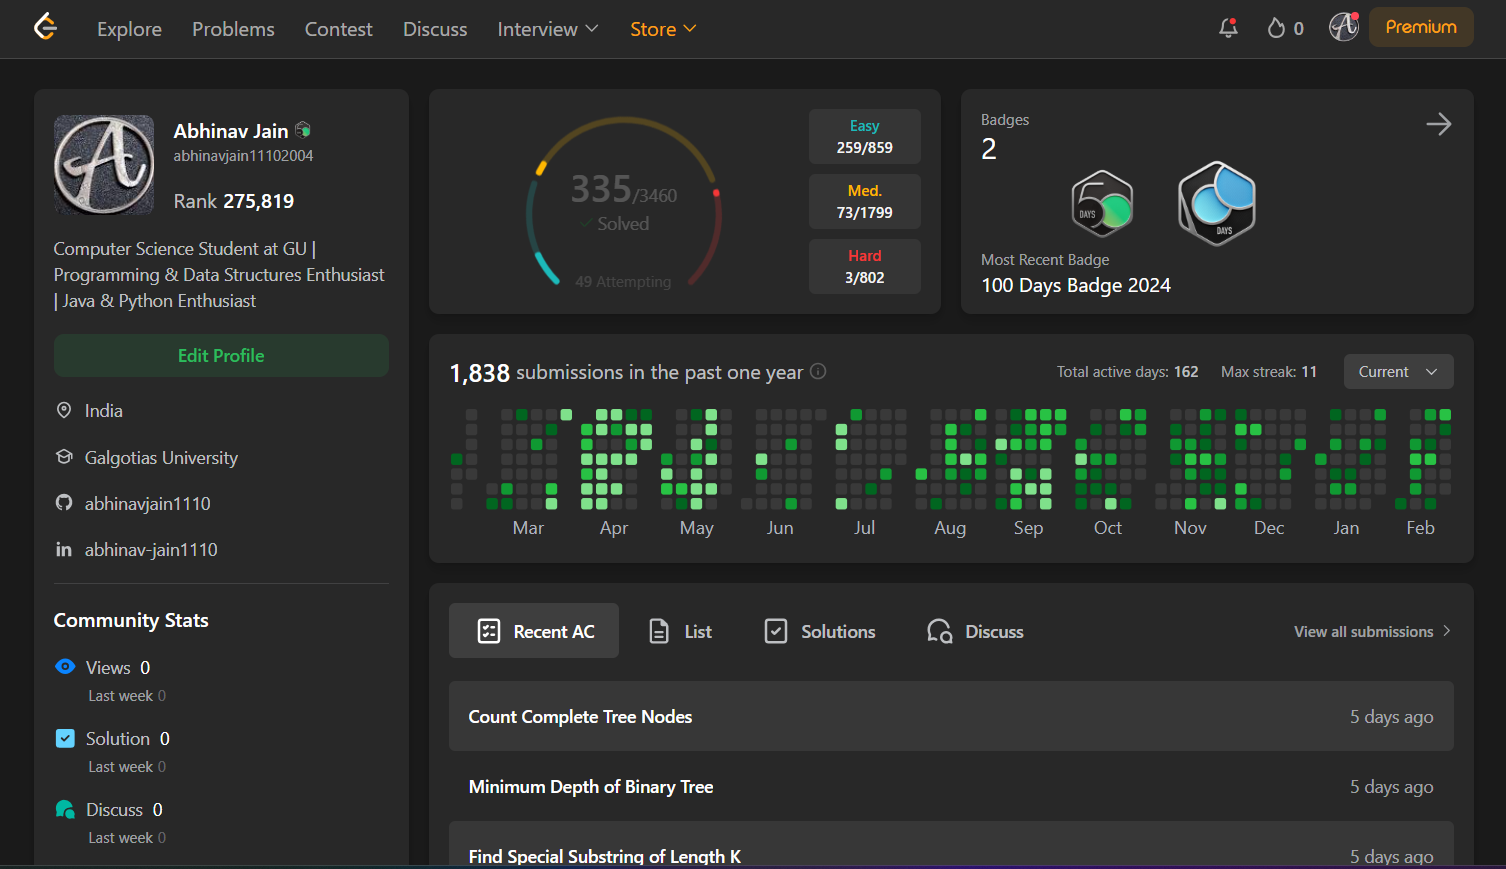 Explore Problems Contest Discuss Interview Store 0 Premium
Abhinav Jain
abhinavjain11102004
Rank 275,819
Computer Science Student at GU |
Programming & Data Structures Enthusiast
| Java & Python Enthusiast
Edit Profile
India
Galgotias University
abhinavjain1110
abhinav-jain1110
Community Stats
Views 0
Last week 0
Solution 0
Last week 0
Discuss 0
Last week 0
335/3460
Solved
49 Attempting
Easy
259/859
Med.
73/1799
Hard
3/802
Badges
2
50
DAYS
DAYS
Most Recent Badge
100 Days Badge 2024
1,838 submissions in the past one year
Total active days: 162 Max streak: 11 Current
Mar Apr May Jun Jul Aug Sep Oct Nov Dec Jan Feb
Recent AC List Solutions Discuss View all submissions
Count Complete Tree Nodes 5 days ago
Minimum Depth of Binary Tree 5 days ago
Find Special Substring of Length K 5 days ago